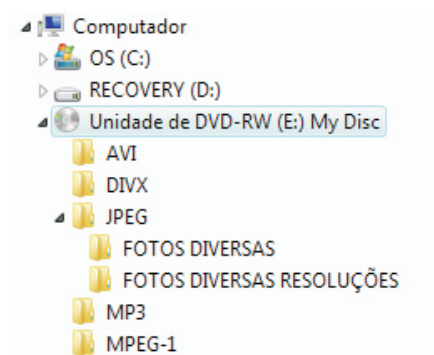 Computador
OS (C:)
RECOVERY (D:)
Unidade de DVD-RW (E:) My Disc
AVI
DIVX
JPEG
FOTOS DIVERSAS
FOTOS DIVERSAS RESOLUÇÕES
MP3
MPEG-1